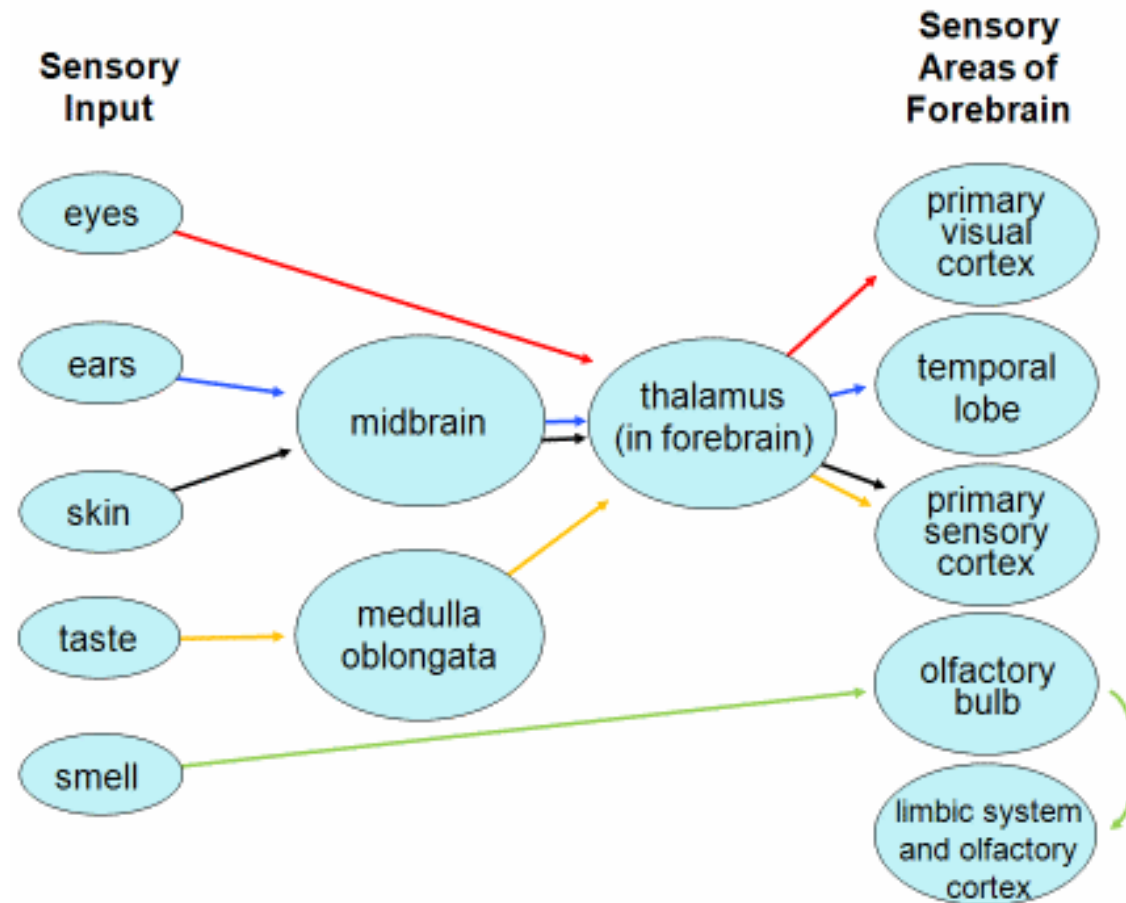 Sensory
Input
Sensory
Areas of
Forebrain
eyes
ears
skin
taste
smell
midbrain
medulla
oblongata
thalamus
(in forebrain)
primary
visual
cortex
temporal
lobe
primary
sensory
cortex
olfactory
bulb
limbic system
and olfactory
cortex